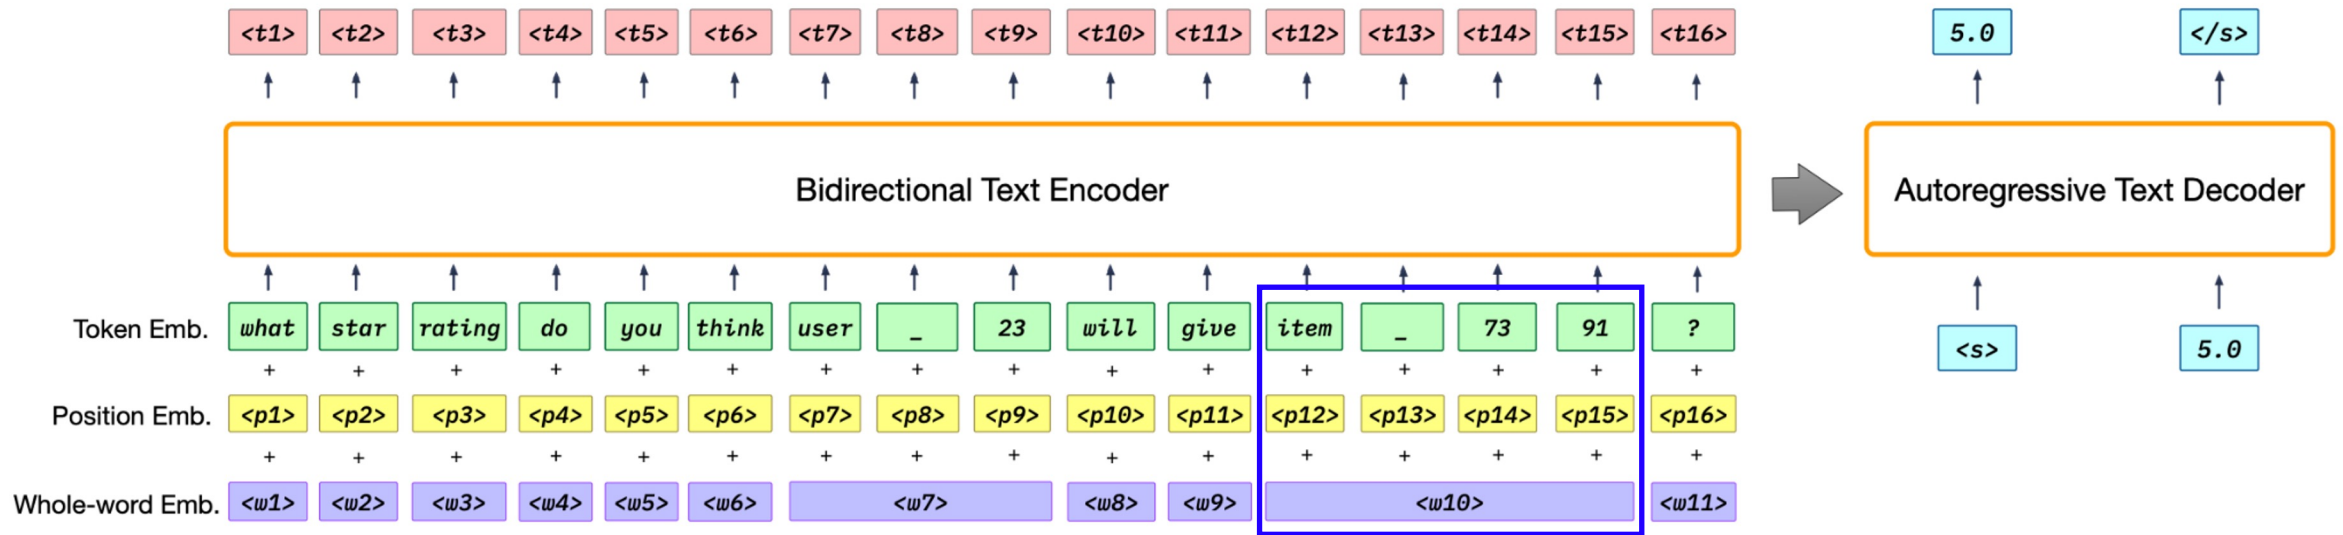 <t1> <t2> <t3> <t4> <t5> <t6> <t7> <t8> <t9> <t10> <t11> <t12> <t13> <t14> <t15> <t16> 5.0 </s>
Bidirectional Text Encoder Autoregressive Text Decoder
Token Emb. what star rating do you think user _ 23 will give item _ 73 91 ? <s> 5.0
+ + + + + + + + + + + + + + + +
Position Emb. <p1> <p2> <p3> <p4> <p5> <p6> <p7> <p8> <p9> <p10> <p11> <p12> <p13> <p14> <p15> <p16>
+ + + + + + + + + + + + + + + +
Whole-word Emb. <w1> <w2> <w3> <w4> <w5> <w6> <w7> <w8> <w9> <w10> <w11>